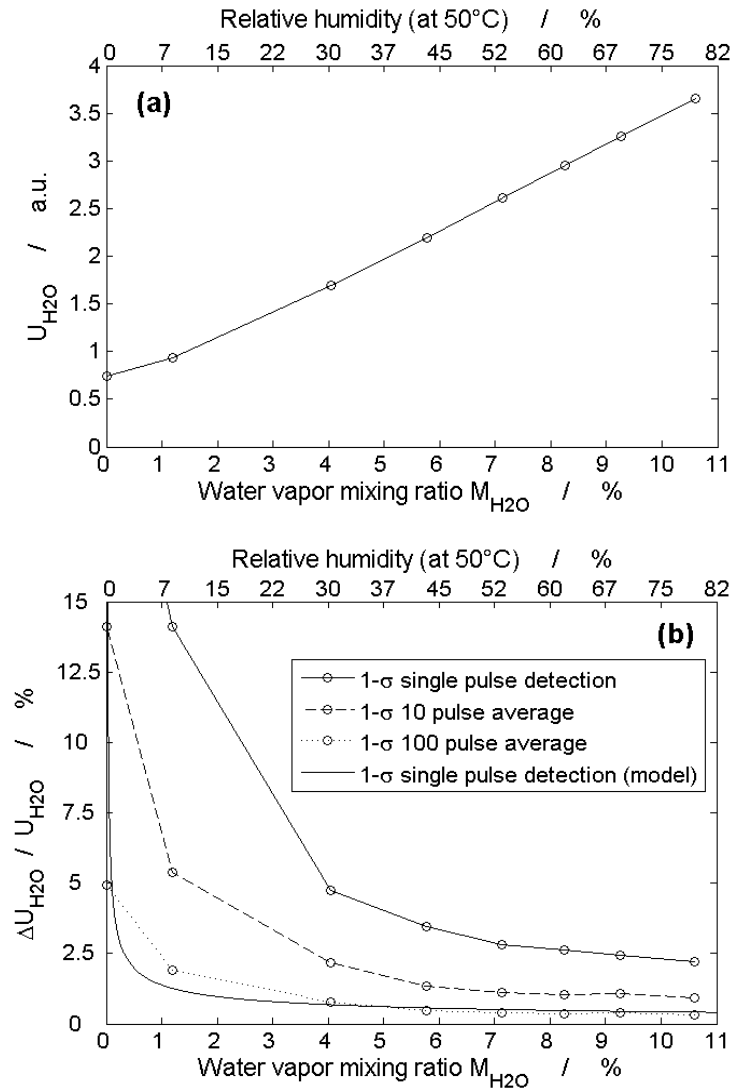 Relative humidity (at 50°C) / %
0 7 15 22 30 37 45 52 60 67 75 82
4
(a)
3.5
3
2.5
2
1.5
1
0.5
0
U_H2O / a.u.
0 1 2 3 4 5 6 7 8 9 10 11
Water vapor mixing ratio M_H2O / %
Relative humidity (at 50°C) / %
0 7 15 22 30 37 45 52 60 67 75 82
15
(b)
12.5
10
7.5
5
2.5
0
ΔU_H2O / U_H2O / %
1-σ single pulse detection
1-σ 10 pulse average
1-σ 100 pulse average
1-σ single pulse detection (model)
0 1 2 3 4 5 6 7 8 9 10 11
Water vapor mixing ratio M_H2O / %